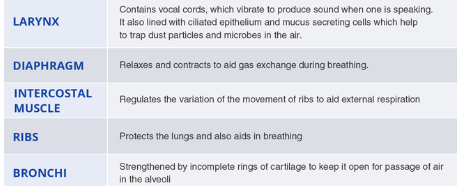 LARYNX
Contains vocal cords, which vibrate to produce sound when one is speaking.
It also lined with ciliated epithelium and mucus secreting cells which help
to trap dust particles and microbes in the air.
DIAPHRAGM
Relaxes and contracts to aid gas exchange during breathing.
INTERCOSTAL
MUSCLE
Regulates the variation of the movement of ribs to aid external respiration
RIBS
Protects the lungs and also aids in breathing
BRONCHI
Strengthened by incomplete rings of cartilage to keep it open for passage of air
in the alveoli